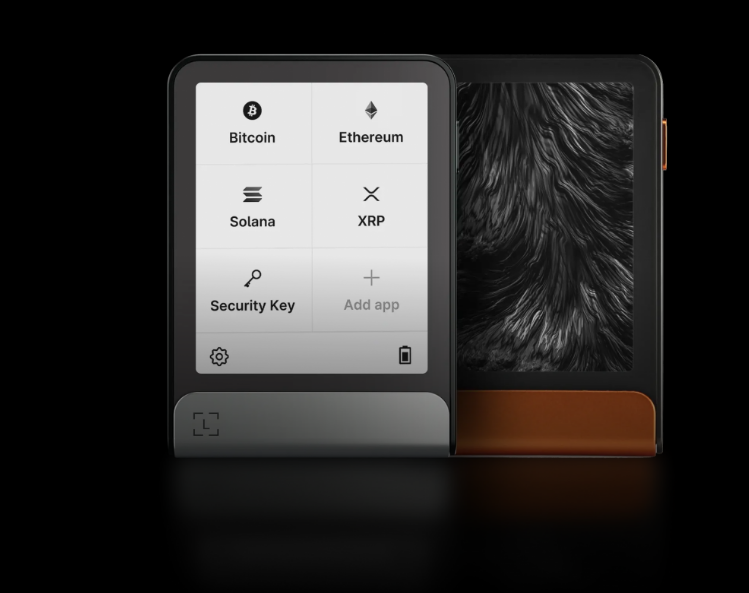 Bitcoin
Ethereum
Solana
XRP
Security Key
Add app